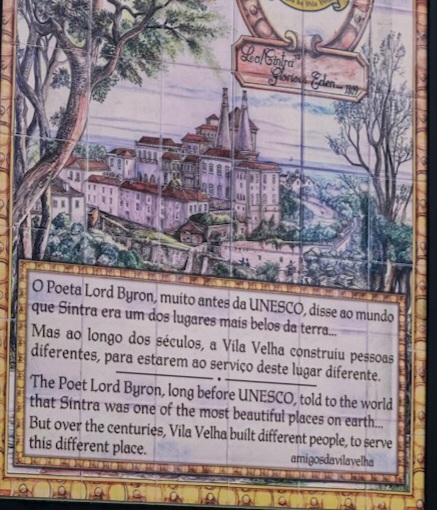 Lo! Cintra's
Glorious Eden... 1809
O Poeta Lord Byron, muito antes da UNESCO, disse ao mundo
que Sintra era um dos lugares mais belos da terra...
Mas ao longo dos séculos, a Vila Velha construiu pessoas
diferentes, para estarem ao serviço deste lugar diferente.
The Poet Lord Byron, long before UNESCO, told to the world
that Sintra was one of the most beautiful places on earth...
But over the centuries, Vila Velha built different people, to serve
this different place.
amigosdavilavelha